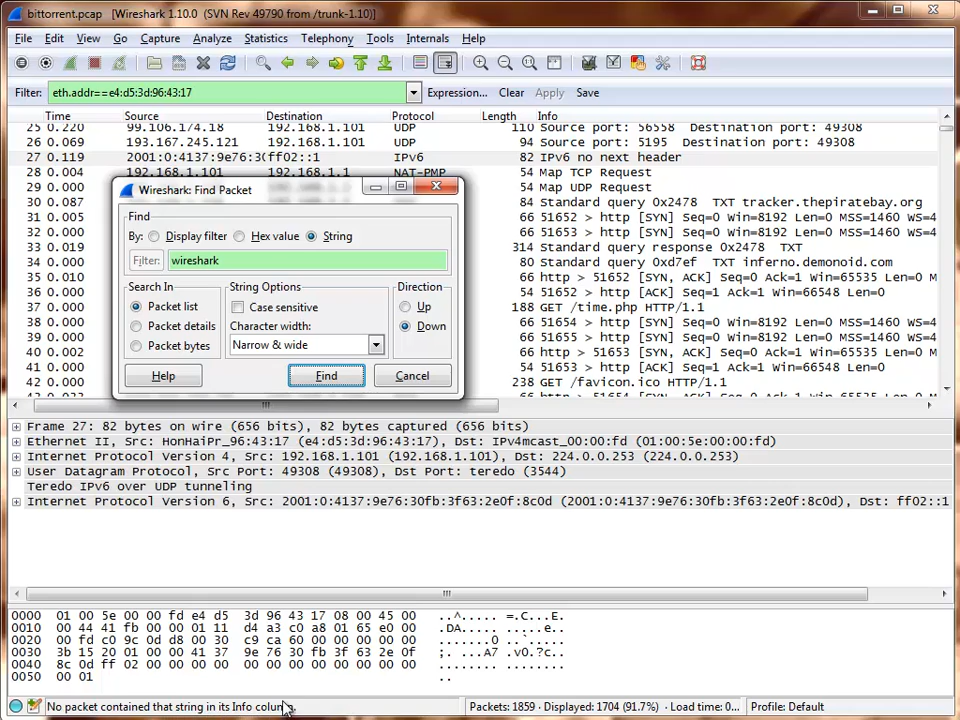 bittorrent.pcap [Wireshark 1.10.0 (SVN Rev 49790 from /trunk-1.10)]
File Edit View Go Capture Analyze Statistics Telephony Tools Internals Help
Filter: eth.addr==e4:d5:3d:96:43:17 Expression... Clear Apply Save
Time Source Destination Protocol Length Info
25 0.220 99.106.174.18 192.168.1.101 UDP 110 Source port: 56558 Destination port: 49308
26 0.069 193.167.245.121 192.168.1.101 UDP 94 Source port: 5195 Destination port: 49308
27 0.119 2001:0:4137:9e76:30 ff02::1 IPv6 82 IPv6 no next header
28 0.004 192.168.1.101 192.168.1.1 NAT-PMP 54 Map TCP Request
29 0.000 54 Map UDP Request
30 0.087 84 Standard query 0x2478 TXT tracker.thepiratebay.org
31 0.005 66 51652 > http [SYN] Seq=0 Win=8192 Len=0 MSS=1460 WS=4
33 0.019 314 Standard query response 0x2478 TXT
34 0.000 80 Standard query 0xd7ef TXT inferno.demonoid.com
35 0.010 66 http > 51652 [SYN, ACK] Seq=0 Ack=1 Win=65535 Len=0 M
36 0.000 54 51652 > http [ACK] Seq=1 Ack=1 Win=66548 Len=0
37 0.000 188 GET /time.php HTTP/1.1
38 0.000 66 51654 > http [SYN] Seq=0 Win=8192 Len=0 MSS=1460 WS=4
39 0.000 66 51653 > http [SYN] Seq=0 Win=8192 Len=0 MSS=1460 WS=4
40 0.002 66 http > 51653 [SYN, ACK] Seq=0 Ack=1 Win=65535 Len=0 M
41 0.000 54 51653 > http [ACK] Seq=1 Ack=1 Win=66548 Len=0
42 0.000 238 GET /favicon.ico HTTP/1.1
Wireshark: Find Packet
Find
By: Display filter Hex value String
Filter: wireshark
Search In String Options Direction
Packet list Case sensitive Up
Packet details Character width: Down
Packet bytes Narrow & wide
Help Find Cancel
Frame 27: 82 bytes on wire (656 bits), 82 bytes captured (656 bits)
Ethernet II, Src: HonHaiPr_96:43:17 (e4:d5:3d:96:43:17), Dst: IPv4mcast_00:00:fd (01:00:5e:00:00:fd)
Internet Protocol Version 4, Src: 192.168.1.101 (192.168.1.101), Dst: 224.0.0.253 (224.0.0.253)
User Datagram Protocol, Src Port: 49308 (49308), Dst Port: teredo (3544)
Teredo IPv6 over UDP tunneling
Internet Protocol Version 6, Src: 2001:0:4137:9e76:30fb:3f63:2e0f:8c0d (2001:0:4137:9e76:30fb:3f63:2e0f:8c0d), Dst: ff02::1
0000 01 00 5e 00 00 fd e4 d5 3d 96 43 17 08 00 45 00 ..^..... =.C...E.
0010 00 44 41 fb 00 00 01 11 d4 a3 c0 a8 01 65 e0 00 .DA..... .....e..
0020 00 fd c0 9c 0d d8 00 30 c9 ca 60 00 00 00 00 00 .......0 ..`.....
0030 3b 15 20 01 00 00 41 37 9e 76 30 fb 3f 63 2e 0f ;. ...A7 .v0.?c..
0040 8c 0d ff 02 00 00 00 00 00 00 00 00 00 00 00 00 ........ ........
0050 00 01 ..
No packet contained that string in its Info column. Packets: 1859 · Displayed: 1704 (91.7%) · Load time: 0... Profile: Default